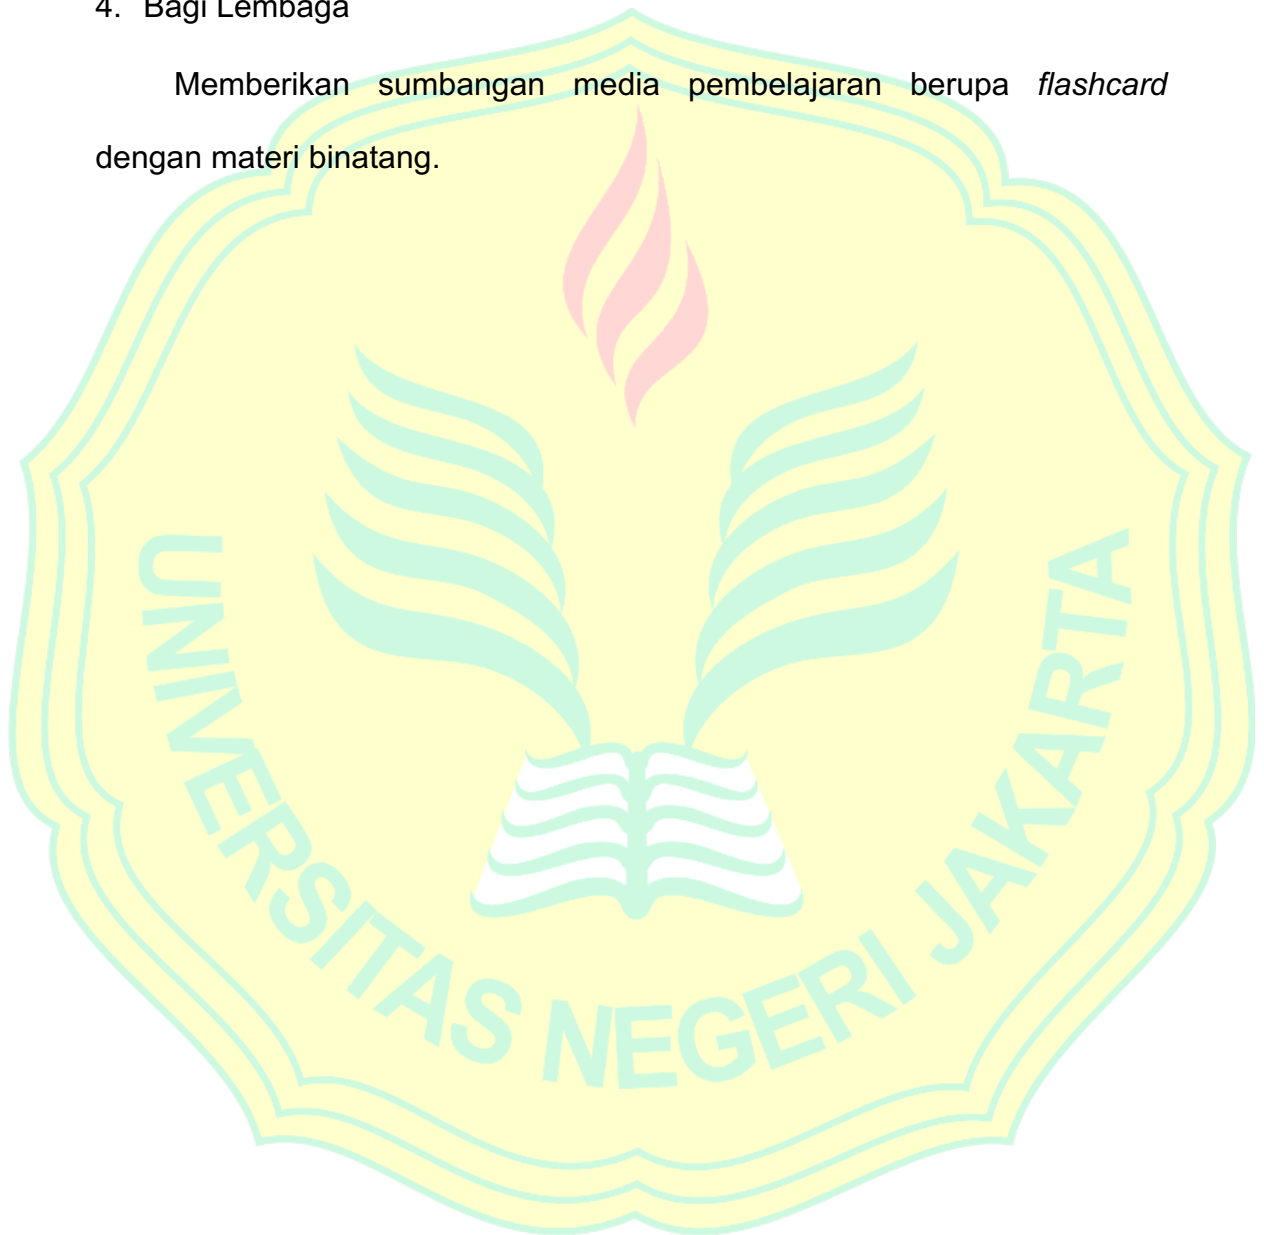 4. Bagi Lembaga
Memberikan sumbangan media pembelajaran berupa flashcard
dengan materi binatang.
UNIVERSITAS NEGERI JAKARTA